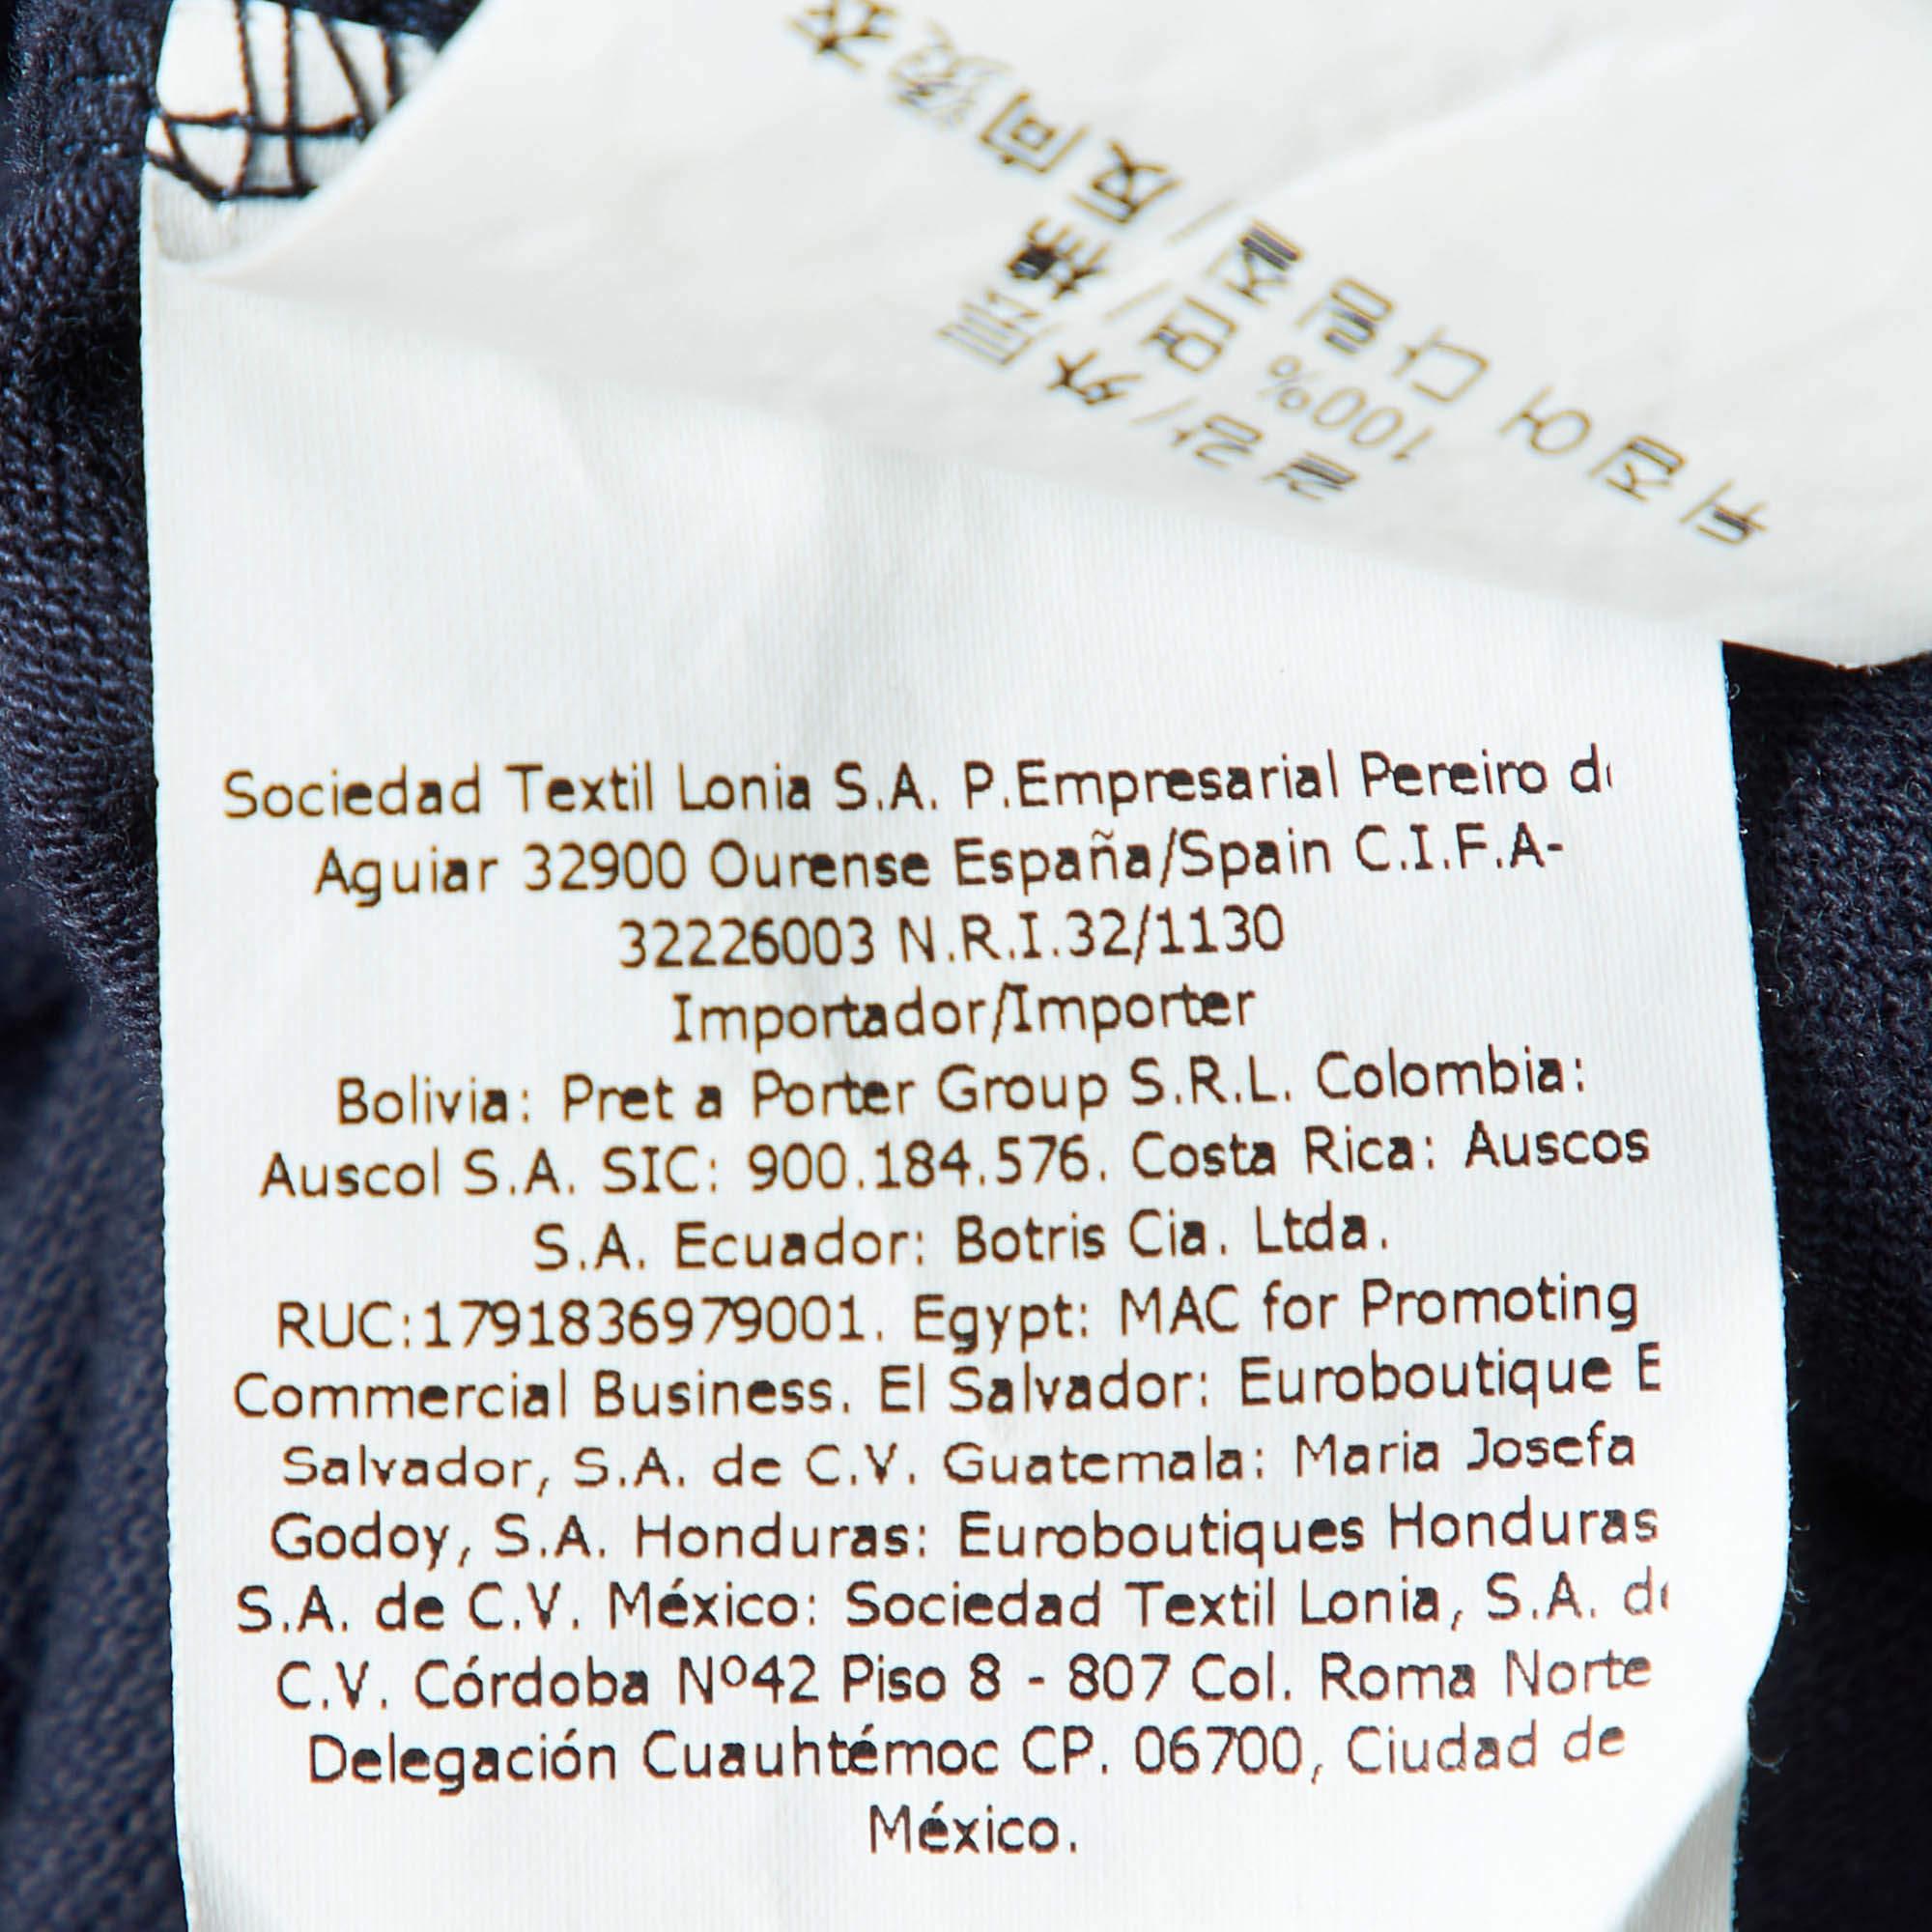 Sociedad Textil Lonia S.A. P.Empresarial Pereiro d
Aguiar 32900 Ourense España/Spain C.I.F.A-
32226003 N.R.I.32/1130
Importador/Importer
Bolivia: Pret a Porter Group S.R.L. Colombia:
Auscol S.A. SIC: 900.184.576. Costa Rica: Auscos
S.A. Ecuador: Botris Cia. Ltda.
RUC:1791836979001. Egypt: MAC for Promoting
Commercial Business. El Salvador: Euroboutique E
Salvador, S.A. de C.V. Guatemala: Maria Josefa
Godoy, S.A. Honduras: Euroboutiques Honduras
S.A. de C.V. México: Sociedad Textil Lonia, S.A. d
C.V. Córdoba Nº42 Piso 8 - 807 Col. Roma Norte
Delegación Cuauhtémoc CP. 06700, Ciudad de
México.
100%